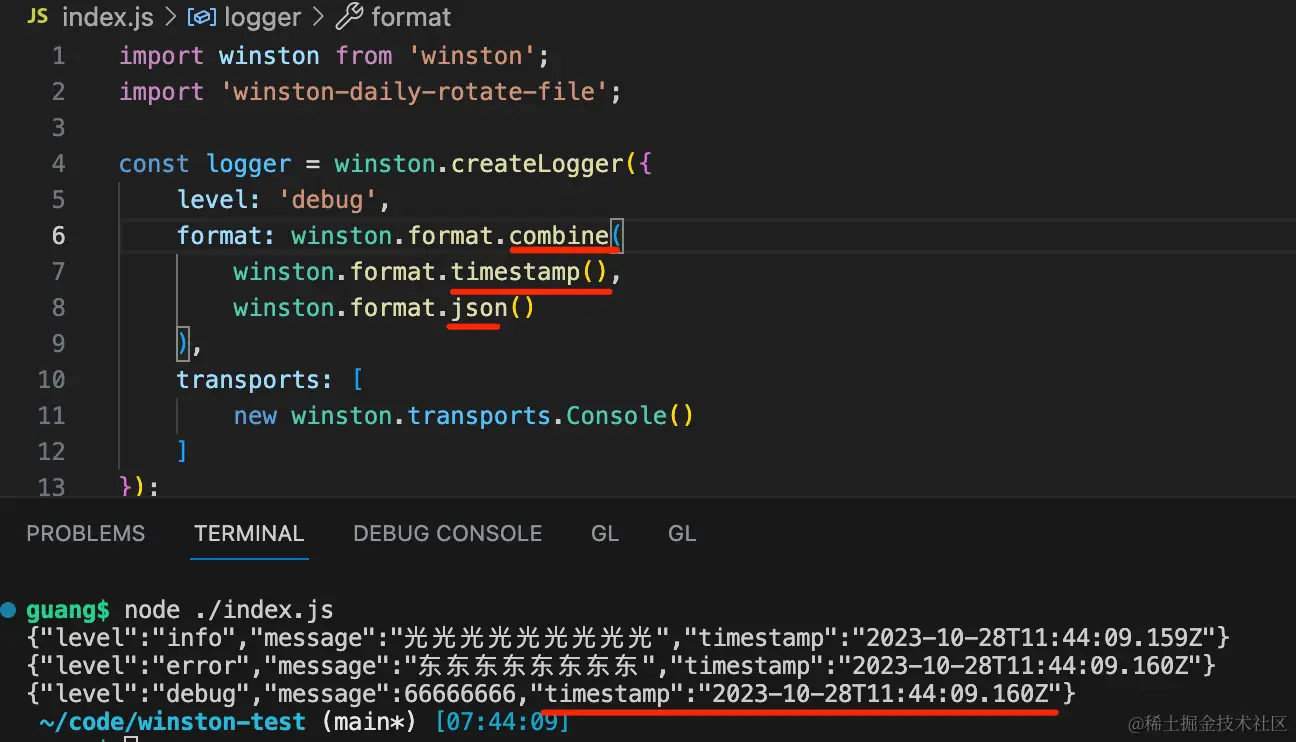 JS index.js > logger > format
1 import winston from 'winston';
2 import 'winston-daily-rotate-file';
3
4 const logger = winston.createLogger({
5     level: 'debug',
6     format: winston.format.combine(
7         winston.format.timestamp(),
8         winston.format.json()
9     ),
10     transports: [
11         new winston.transports.Console()
12     ]
13 });
PROBLEMS TERMINAL DEBUG CONSOLE GL GL
guang$ node ./index.js
{"level":"info","message":"光光光光光光光光光","timestamp":"2023-10-28T11:44:09.159Z"}
{"level":"error","message":"东东东东东东东东","timestamp":"2023-10-28T11:44:09.160Z"}
{"level":"debug","message":66666666,"timestamp":"2023-10-28T11:44:09.160Z"}
~/code/winston-test (main*) [07:44:09]
@稀土掘金技术社区